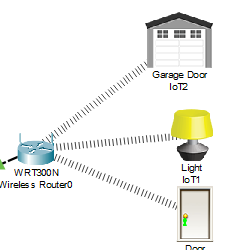 Garage Door
IoT2
Light
IoT1
WRT300N
Wireless Router0
Door